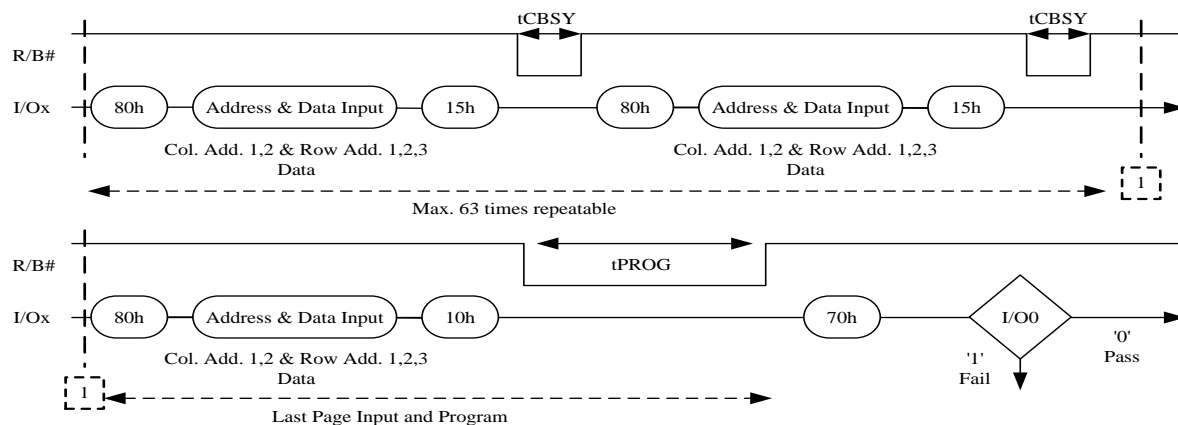 tCBSY tCBSY
R/B#
I/Ox 80h Address & Data Input 15h 80h Address & Data Input 15h
Col. Add. 1,2 & Row Add. 1,2,3 Col. Add. 1,2 & Row Add. 1,2,3
Data Data
1
Max. 63 times repeatable
R/B# tPROG
I/Ox 80h Address & Data Input 10h 70h I/O0
'0'
Pass
Col. Add. 1,2 & Row Add. 1,2,3 '1'
Data Fail
1
Last Page Input and Program